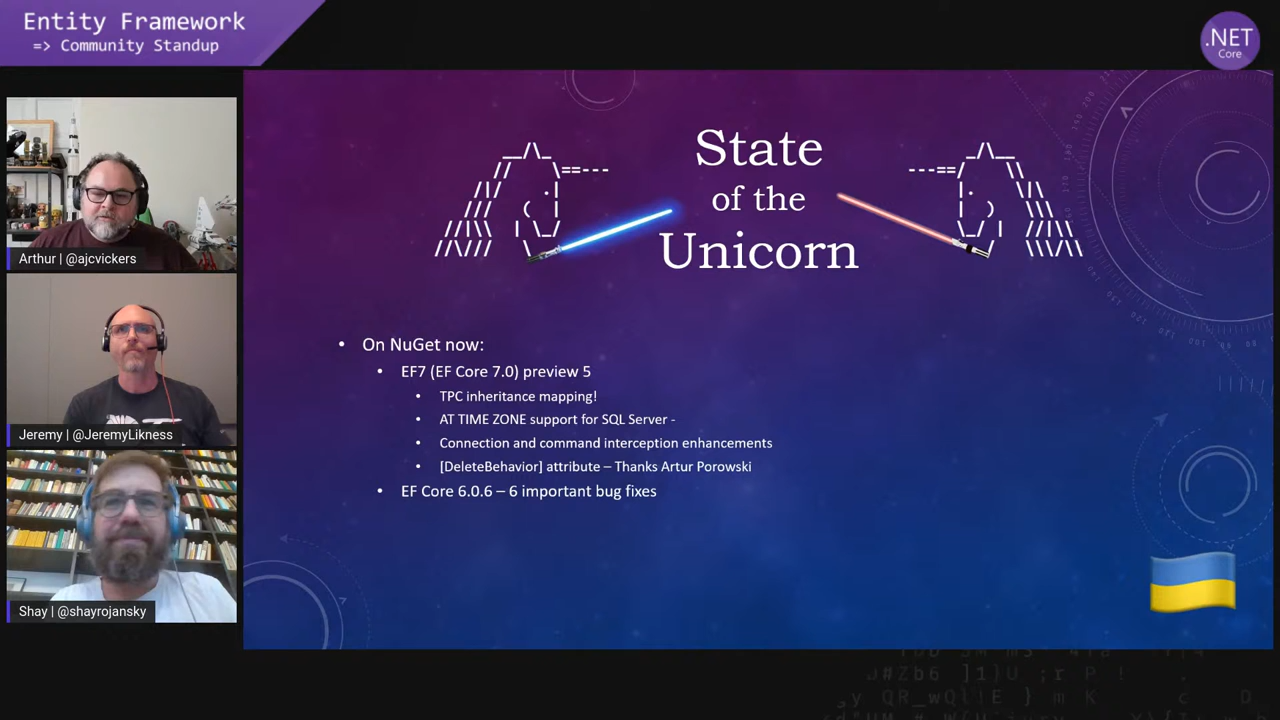 Entity Framework
=> Community Standup
.NET
Core
State
of the
Unicorn
• On NuGet now:
• EF7 (EF Core 7.0) preview 5
• TPC inheritance mapping!
• AT TIME ZONE support for SQL Server -
• Connection and command interception enhancements
• [DeleteBehavior] attribute – Thanks Artur Porowski
• EF Core 6.0.6 – 6 important bug fixes
Arthur | @ajcvickers
Jeremy | @JeremyLikness
Shay | @shayrojansky